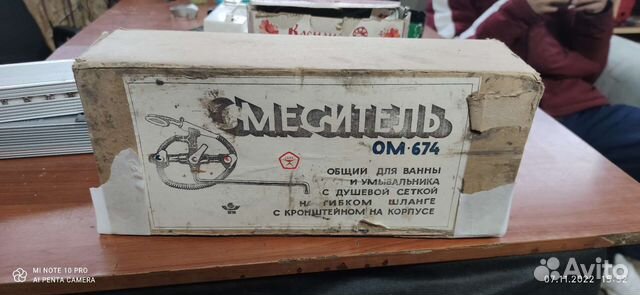 СМЕСИТЕЛЬ
ОМ-674
ОБЩИЙ ДЛЯ ВАННЫ
И УМЫВАЛЬНИКА
С ДУШЕВОЙ СЕТКОЙ
НА ГИБКОМ ШЛАНГЕ
С КРОНШТЕЙНОМ НА КОРПУСЕ
MI NOTE 10 PRO
AI PENTA CAMERA
Avito
07.11.2022 15:52